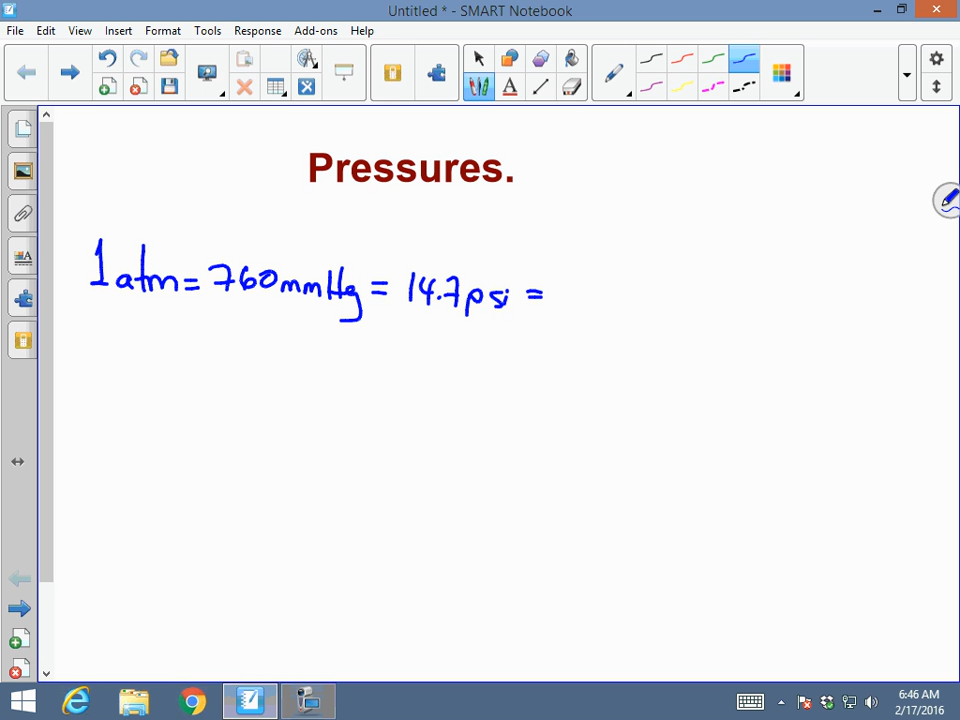 Untitled * - SMART Notebook
File Edit View Insert Format Tools Response Add-ons Help
Pressures.
1 atm = 760 mmHg = 14.7 psi =
6:46 AM
2/17/2016